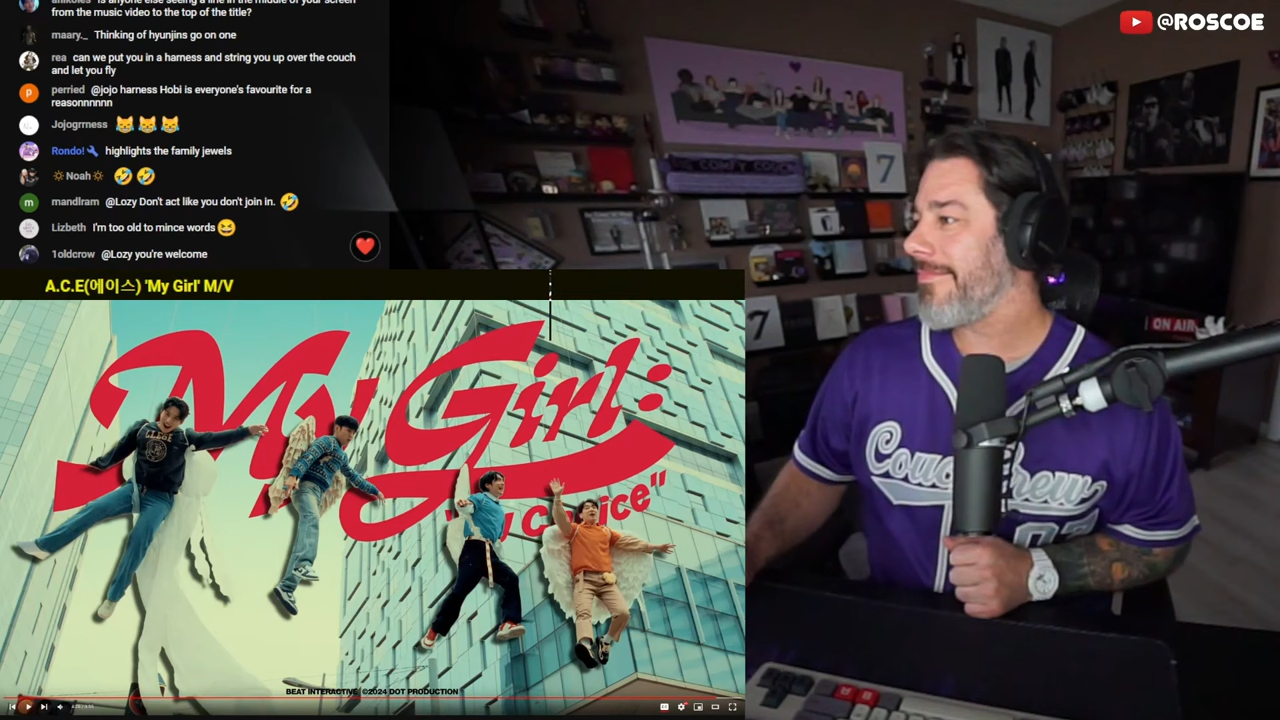 anikoles Is anyone else seeing a line in the middle of your screen
from the music video to the top of the title?
maary._ Thinking of hyunjins go on one
rea can we put you in a harness and string you up over the couch
and let you fly
perried @jojo harness Hobi is everyone's favourite for a
reasonnnnnn
Jojogrrness
Rondo! highlights the family jewels
Noah
mandlram @Lozy Don't act like you don't join in.
Lizbeth I'm too old to mince words
1oldcrow @Lozy you're welcome
@ROSCOE
A.C.E(에이스) 'My Girl' M/V
My Girl:
BEAT INTERACTIVE ©2024 DOT PRODUCTION
THE COMFY COUCH
7
7
ON AIR
Couch Crew
07